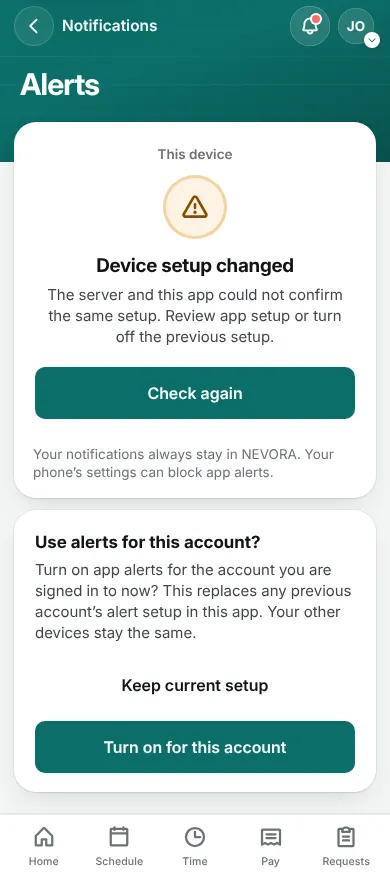 Notifications
JO
Alerts
This device
Device setup changed
The server and this app could not confirm
the same setup. Review app setup or turn
off the previous setup.
Check again
Your notifications always stay in NEVORA. Your
phone’s settings can block app alerts.
Use alerts for this account?
Turn on app alerts for the account you are
signed in to now? This replaces any previous
account’s alert setup in this app. Your other
devices stay the same.
Keep current setup
Turn on for this account
Home
Schedule
Time
Pay
Requests